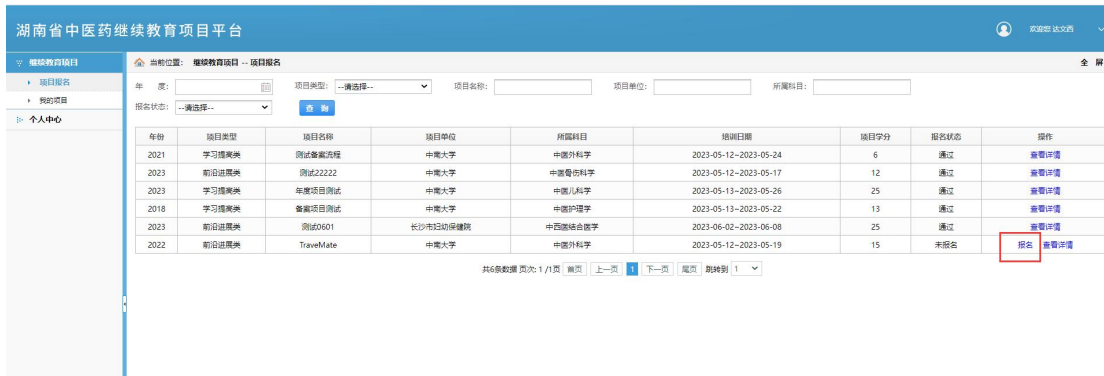 湖南省中医药继续教育项目平台 欢迎您 达文西
继续教育项目 当前位置： 继续教育项目 -- 项目报名 全 屏
项目报名 年 度： 项目类型： --请选择-- 项目名称： 项目单位： 所属科目：
我的项目 报名状态： --请选择-- 查 询
个人中心
年份 项目类型 项目名称 项目单位 所属科目 培训日期 项目学分 报名状态 操作
2021 学习提高类 测试备案流程 中南大学 中医外科学 2023-05-12~2023-05-24 6 通过 查看详情
2023 前沿进展类 测试22222 中南大学 中医骨伤科学 2023-05-12~2023-05-17 12 通过 查看详情
2023 学习提高类 年度项目测试 中南大学 中医儿科学 2023-05-13~2023-05-26 25 通过 查看详情
2018 学习提高类 备案项目测试 中南大学 中医护理学 2023-05-13~2023-05-22 13 通过 查看详情
2023 前沿进展类 测试0601 长沙市妇幼保健院 中西医结合医学 2023-06-02~2023-06-08 25 通过 查看详情
2022 前沿进展类 TraveMate 中南大学 中医外科学 2023-05-12~2023-05-19 15 未报名 报名 查看详情
共6条数据 页次：1 /1页 首页 上一页 1 下一页 尾页 跳转到 1